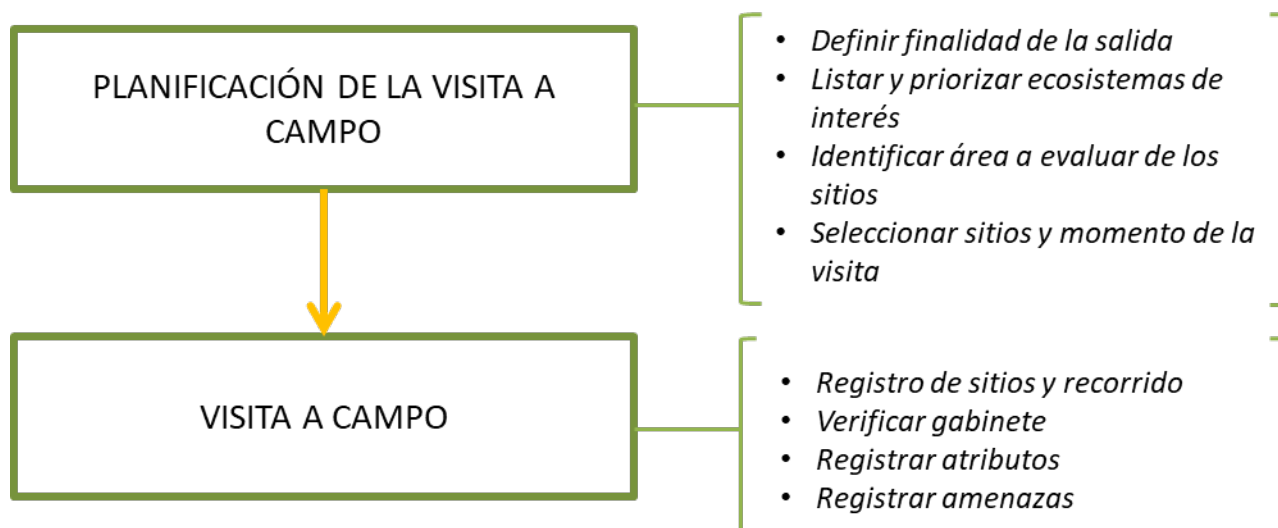 PLANIFICACIÓN DE LA VISITA A
CAMPO
• Definir finalidad de la salida
• Listar y priorizar ecosistemas de
interés
• Identificar área a evaluar de los
sitios
• Seleccionar sitios y momento de la
visita
VISITA A CAMPO
• Registro de sitios y recorrido
• Verificar gabinete
• Registrar atributos
• Registrar amenazas